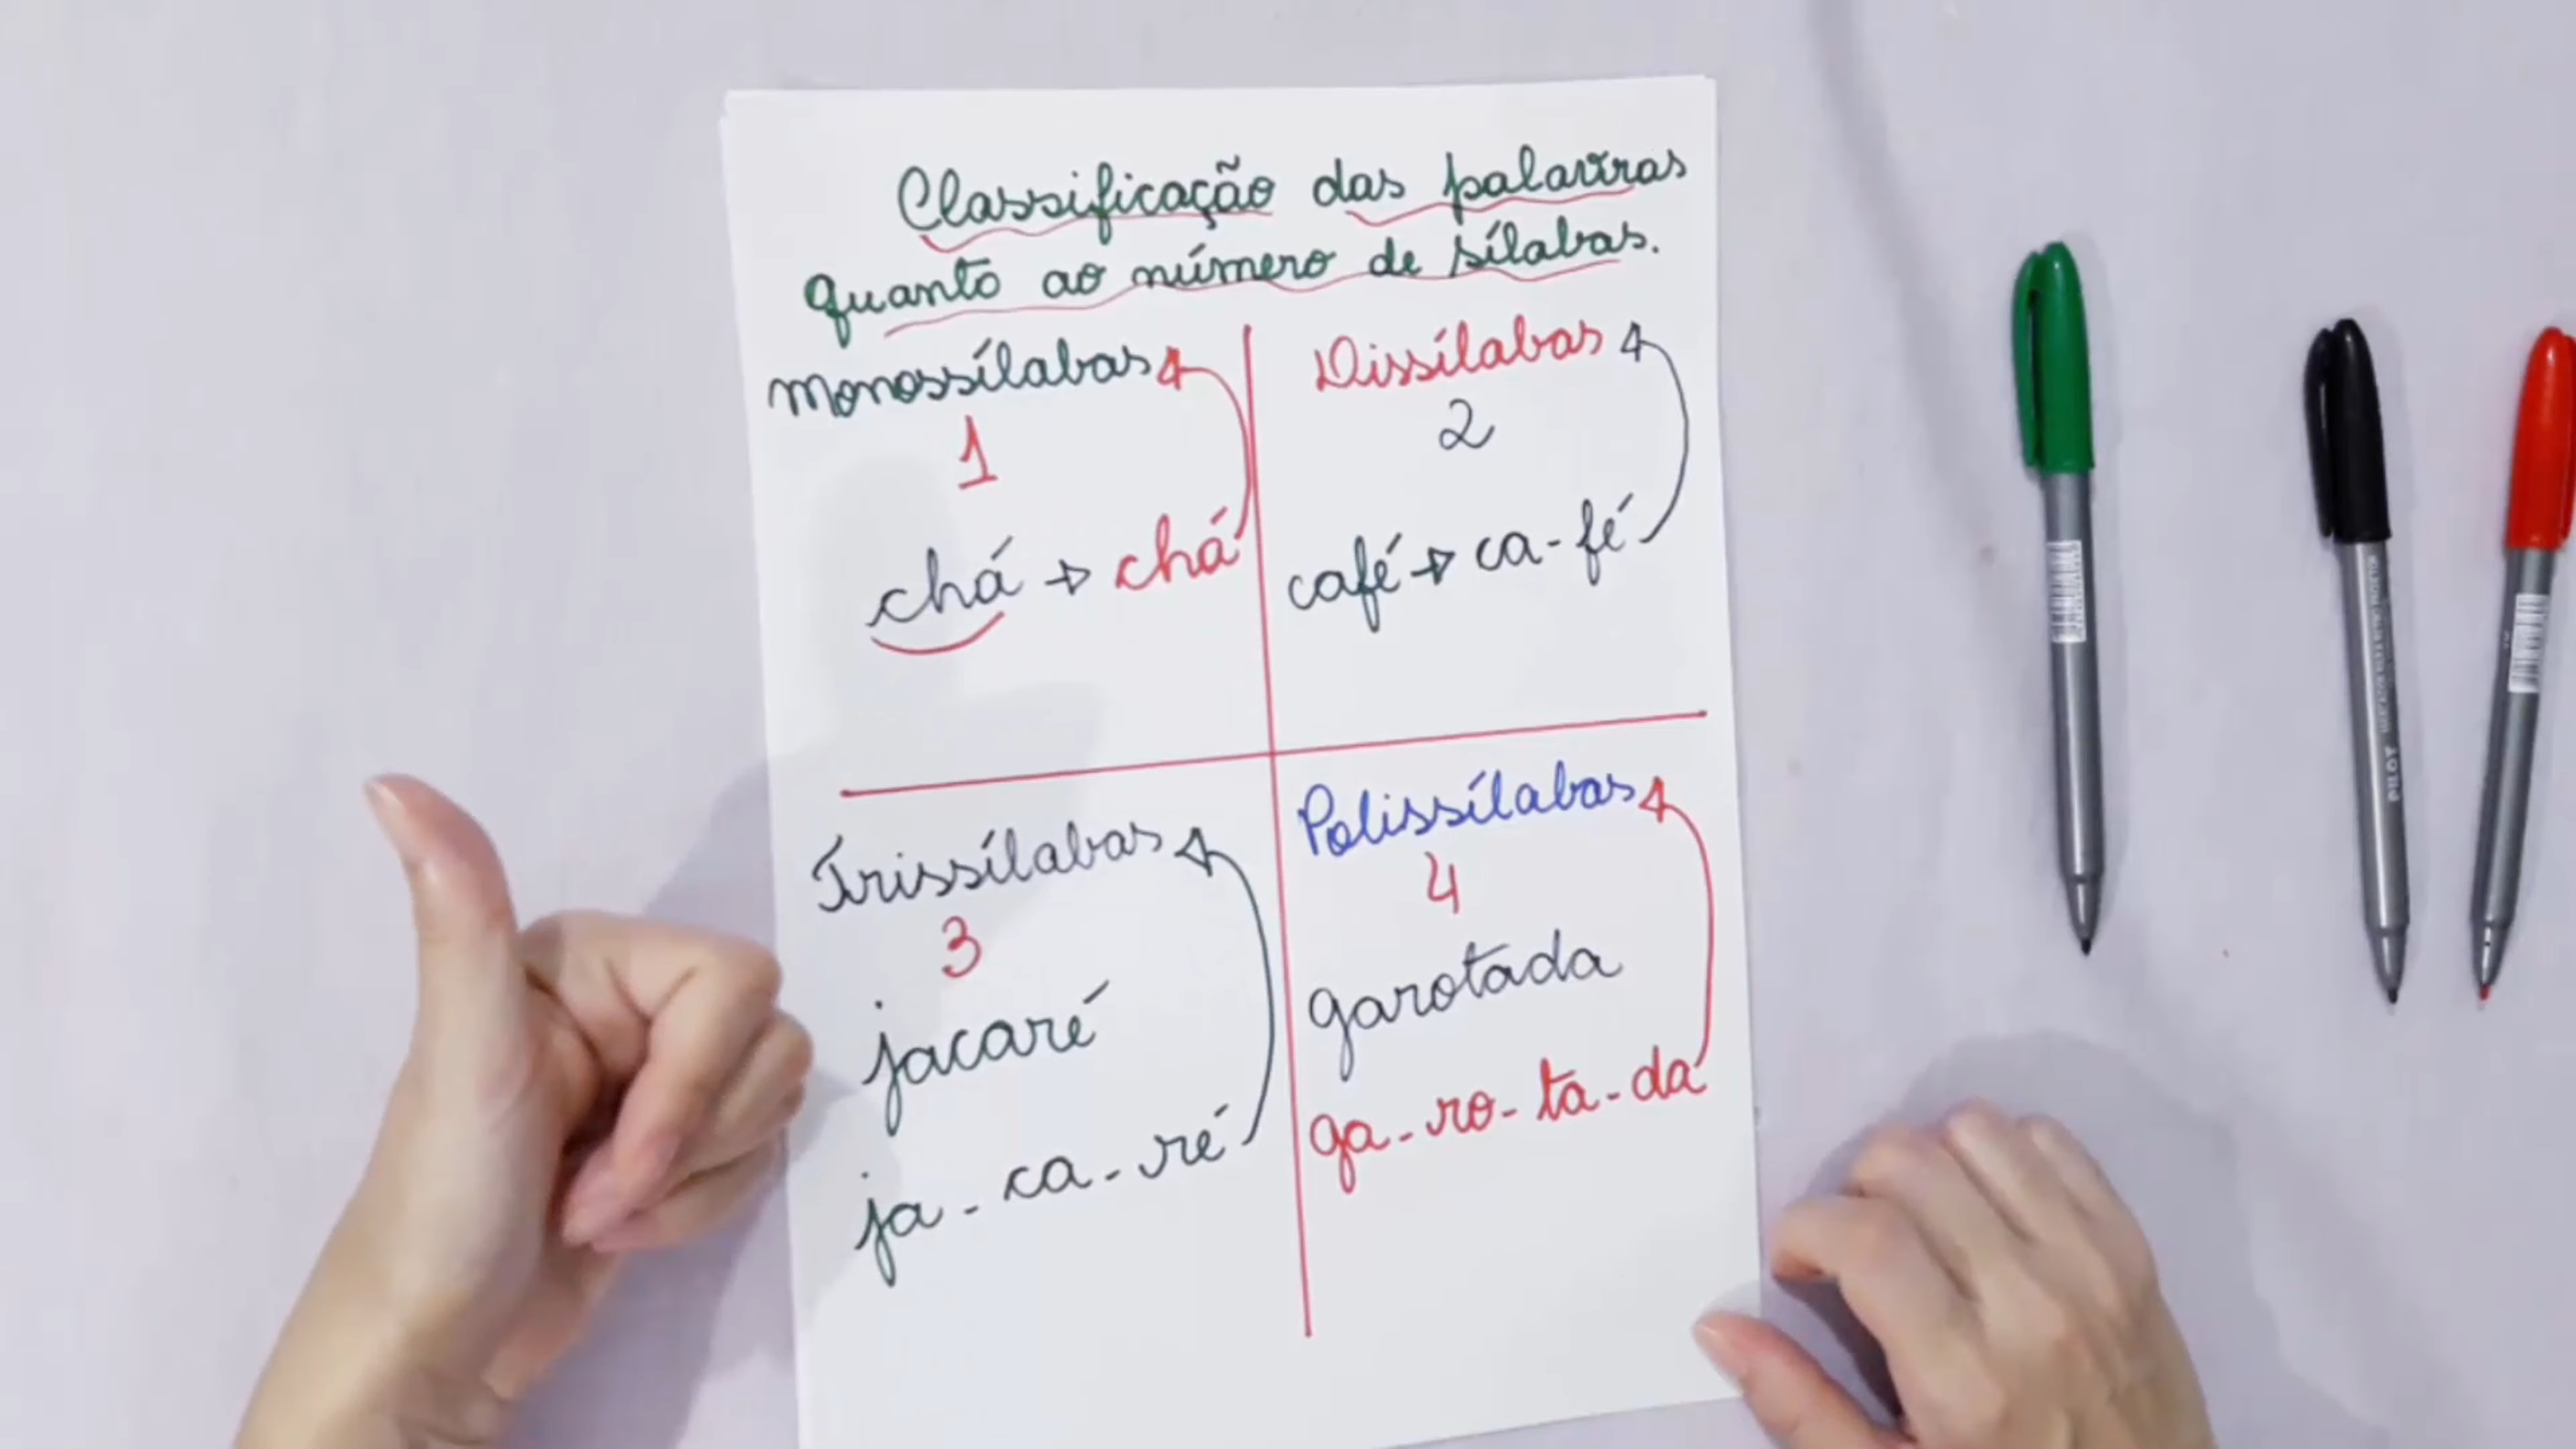 Classificação das palavras
quanto ao número de sílabas.
Monossílabas
1
chá → chá
Dissílabas
2
café → ca-fé
Trissílabas
3
jacaré
ja-ca-ré
Polissílabas
4
garotada
ga-ro-ta-da
PILOT